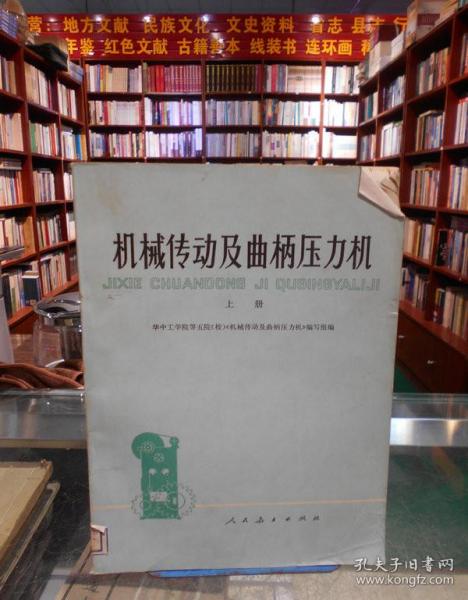 营：地方文献 民族文化 文史资料 省志县志
年鉴 红色文献 古籍善本 线装书 连环画
机械传动及曲柄压力机
JIXIE CHUANDONG JI QUBINGYALIJI
上 册
华中工学院等五院(校)《机械传动及曲柄压力机》编写组编
人民教育出版社
孔夫子旧书网
www.kongfz.com